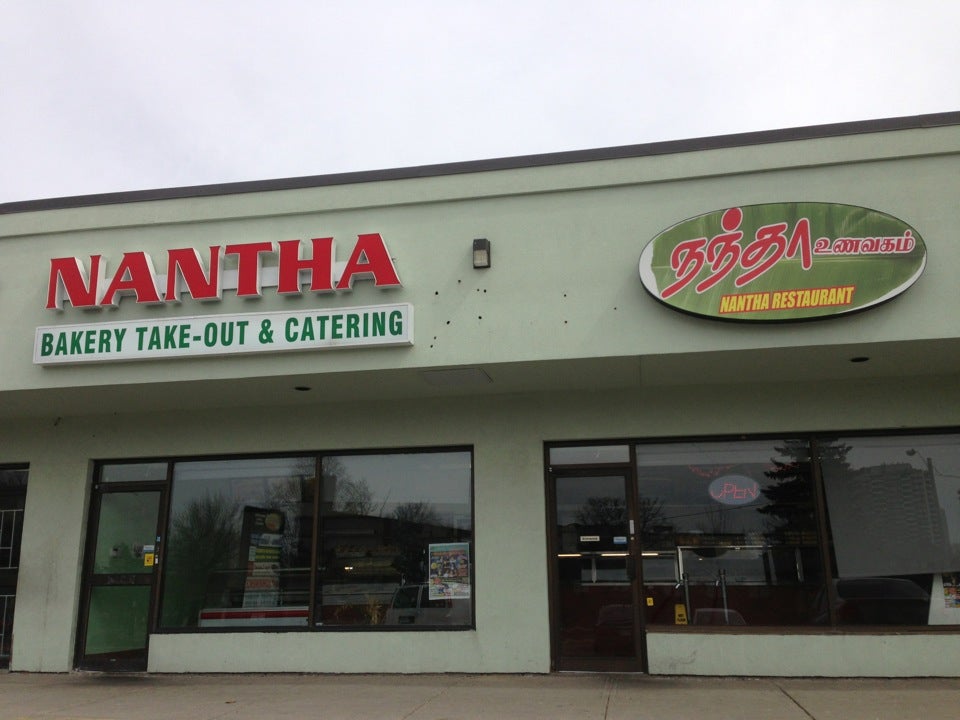 NANTHA
BAKERY TAKE-OUT & CATERING
நந்தா உணவகம்
NANTHA RESTAURANT
OPEN